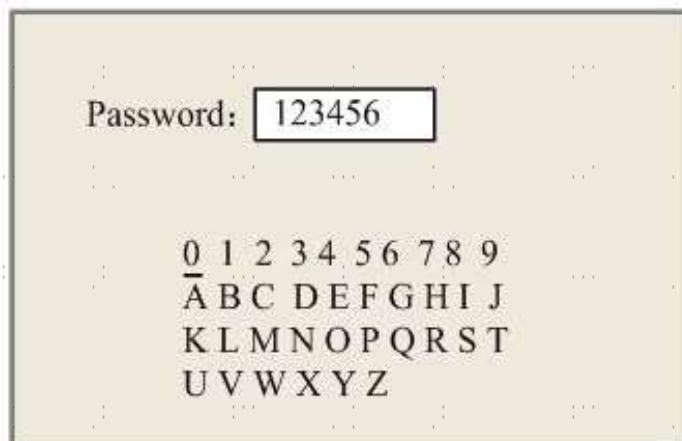 Password: 123456
0 1 2 3 4 5 6 7 8 9
A B C D E F G H I J
K L M N O P Q R S T
U V W X Y Z